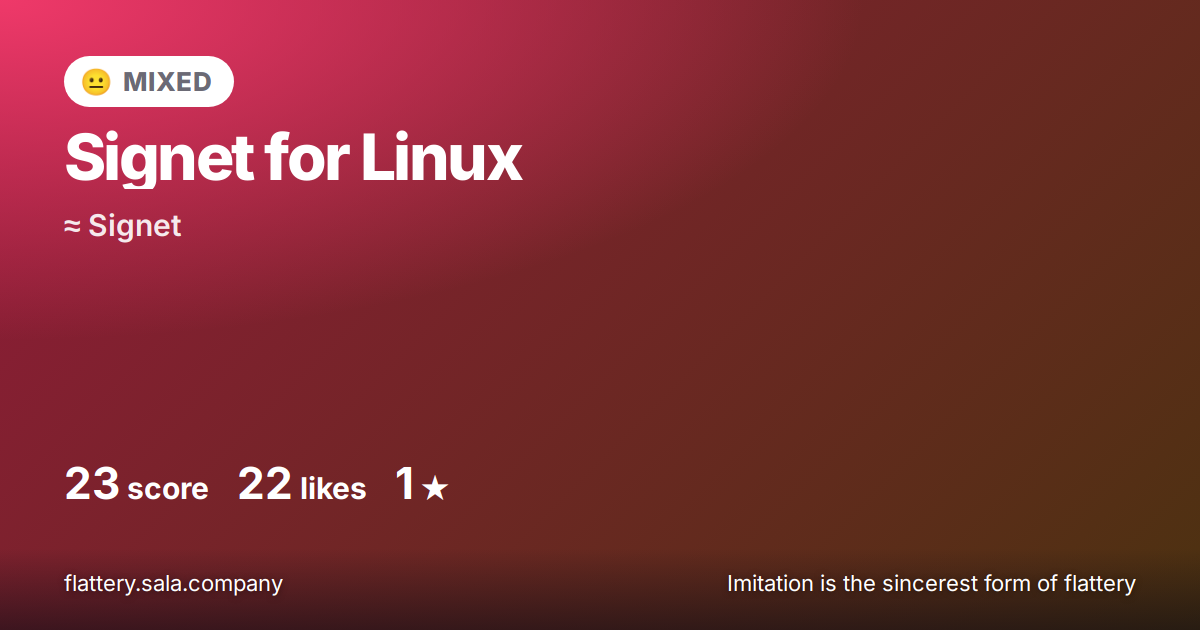 😐 MIXED
Signet for Linux
≈ Signet
23 score 22 likes 1 ★
flattery.sala.company
Imitation is the sincerest form of flattery